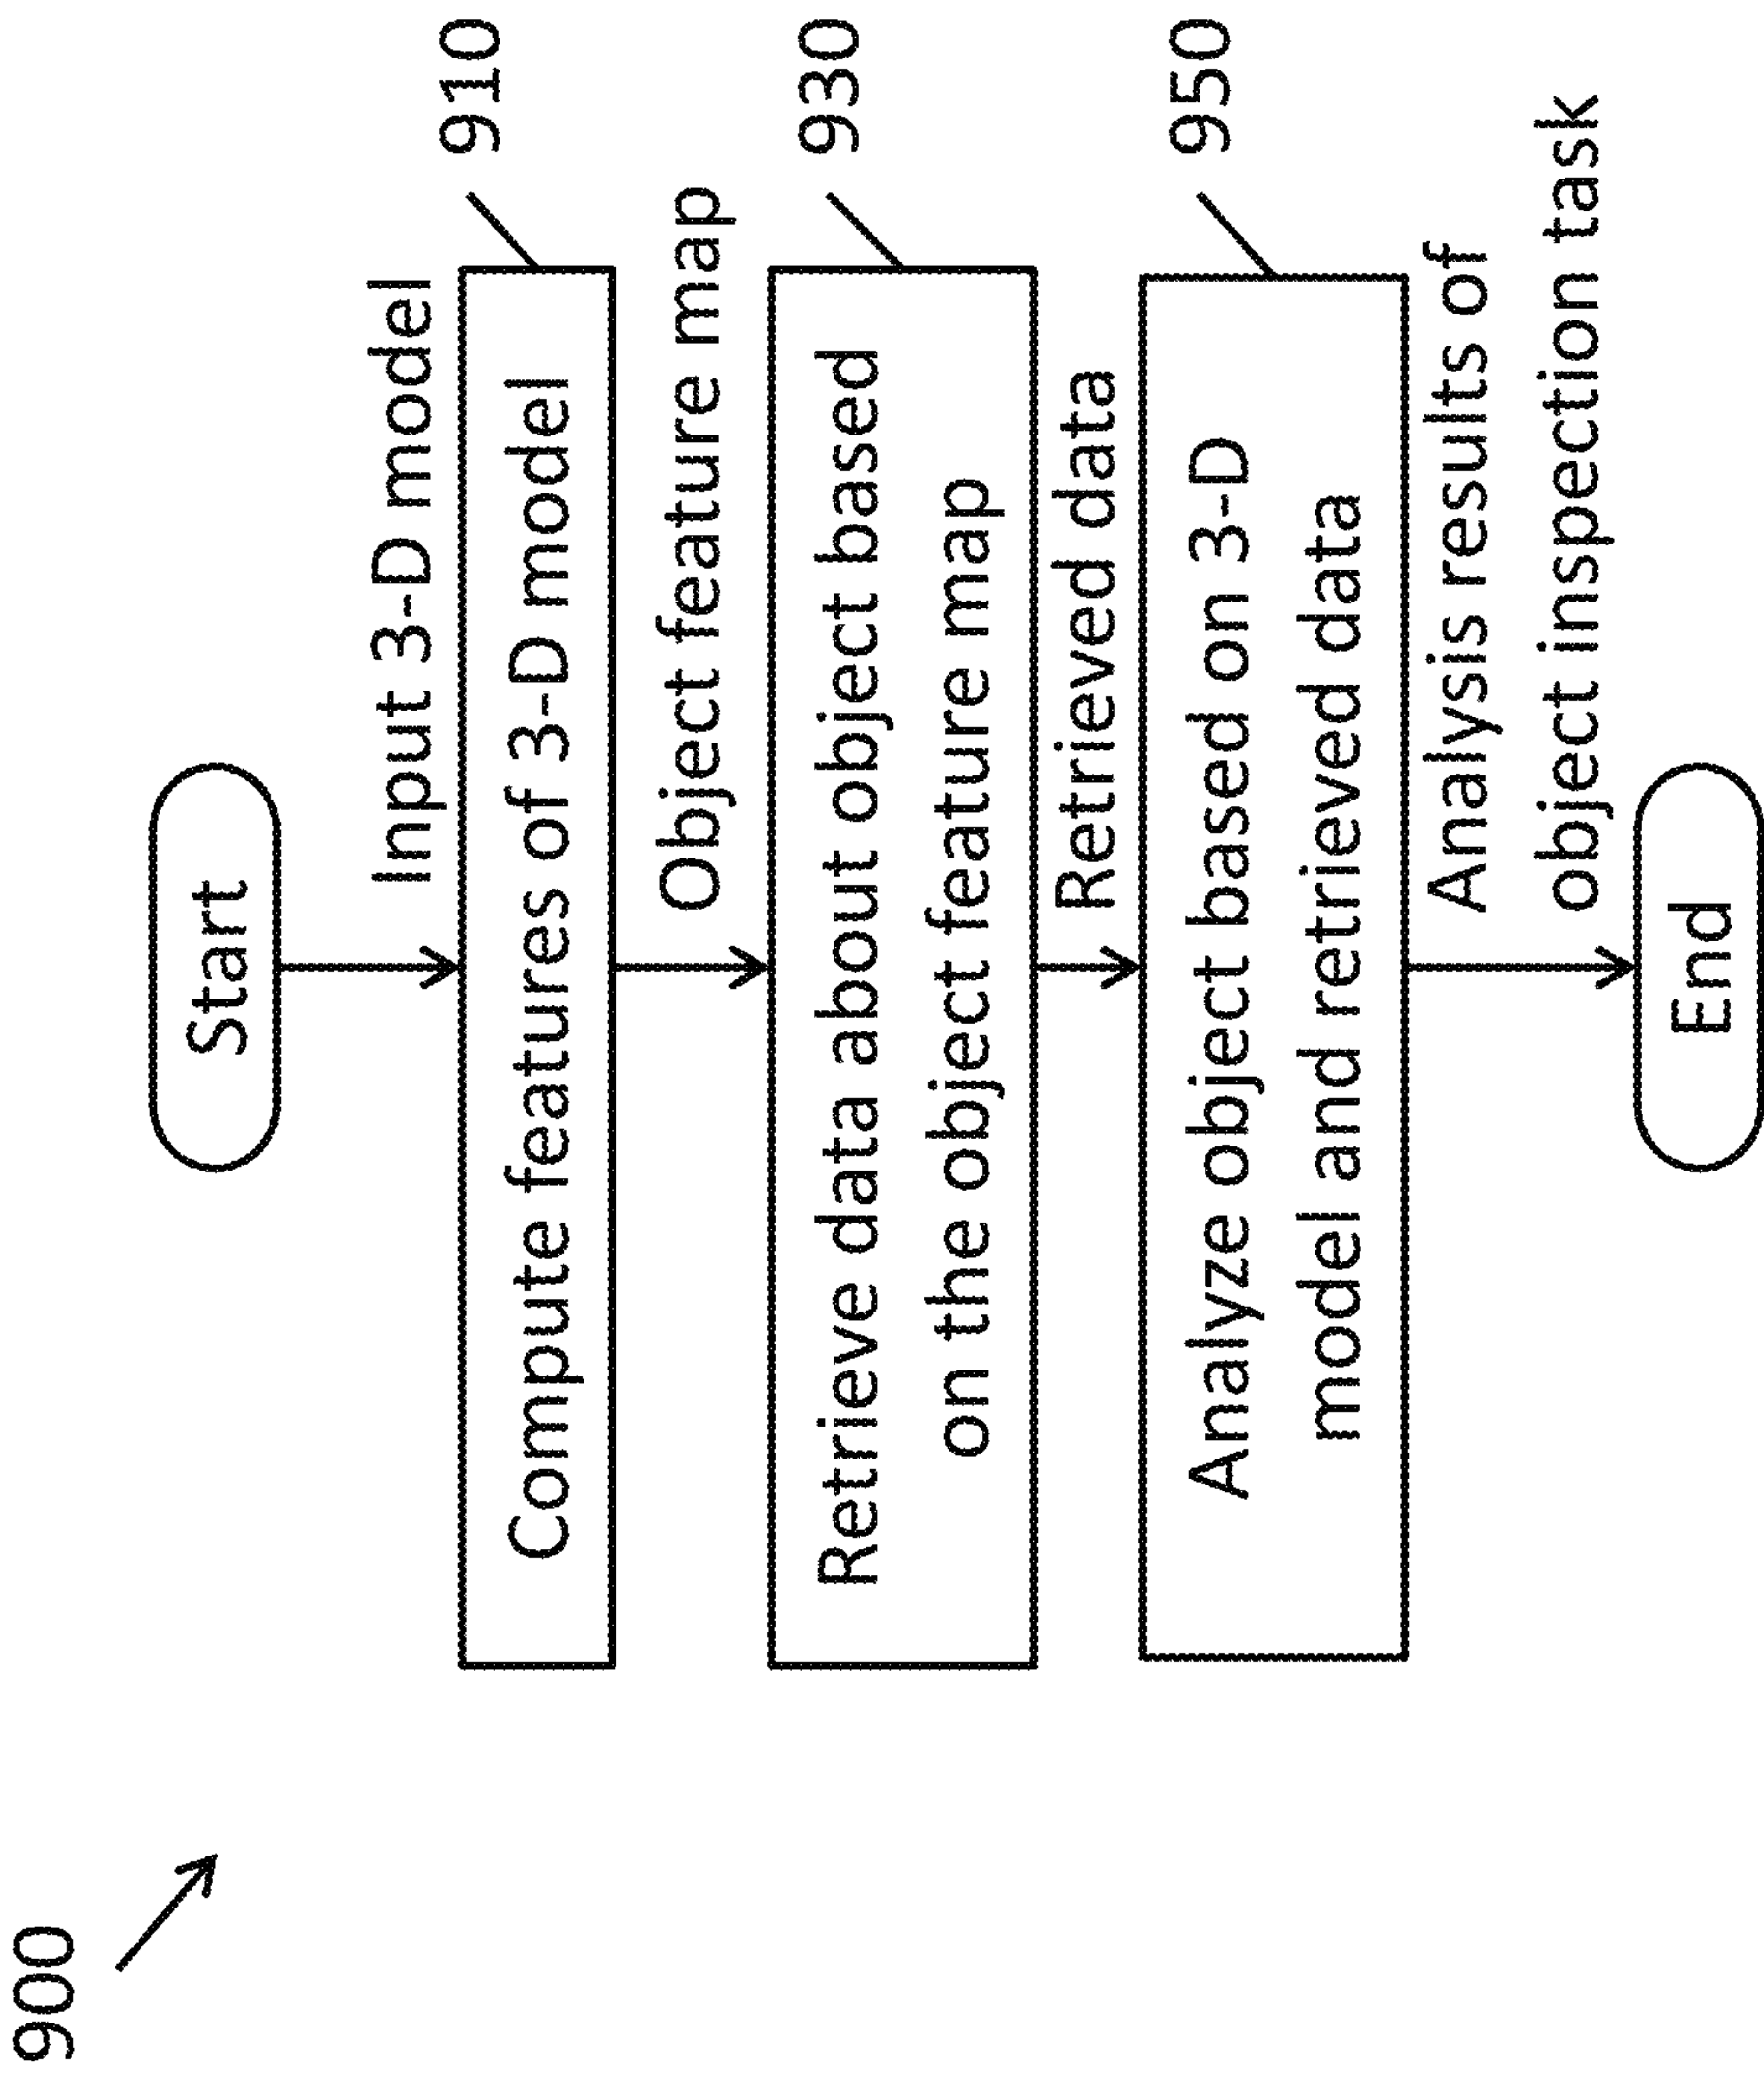 900
Start
Input 3-D model
910
Compute features of 3-D model
Object feature map
930
Retrieve data about object based
on the object feature map
Retrieved data
950
Analyze object based on 3-D
model and retrieved data
Analysis results of
object inspection task
End